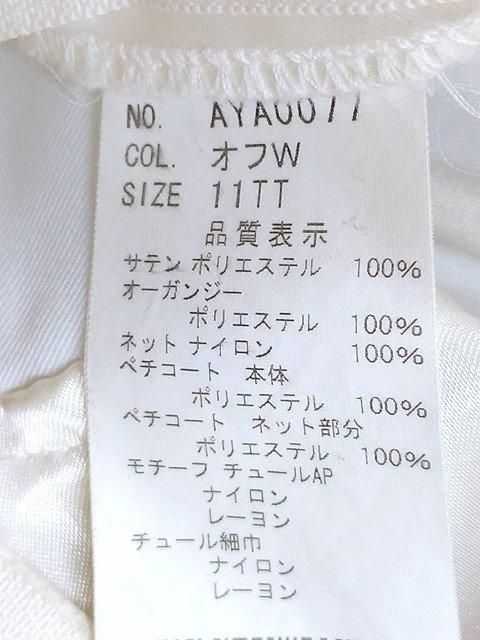 NO. AYA0077
COL. オフW
SIZE 11TT
品質表示
サテン ポリエステル 100%
オーガンジー
ポリエステル 100%
ネット ナイロン 100%
ペチコート 本体
ポリエステル 100%
ペチコート ネット部分
ポリエステル 100%
モチーフ チュールAP
ナイロン
レーヨン
チュール細巾
ナイロン
レーヨン